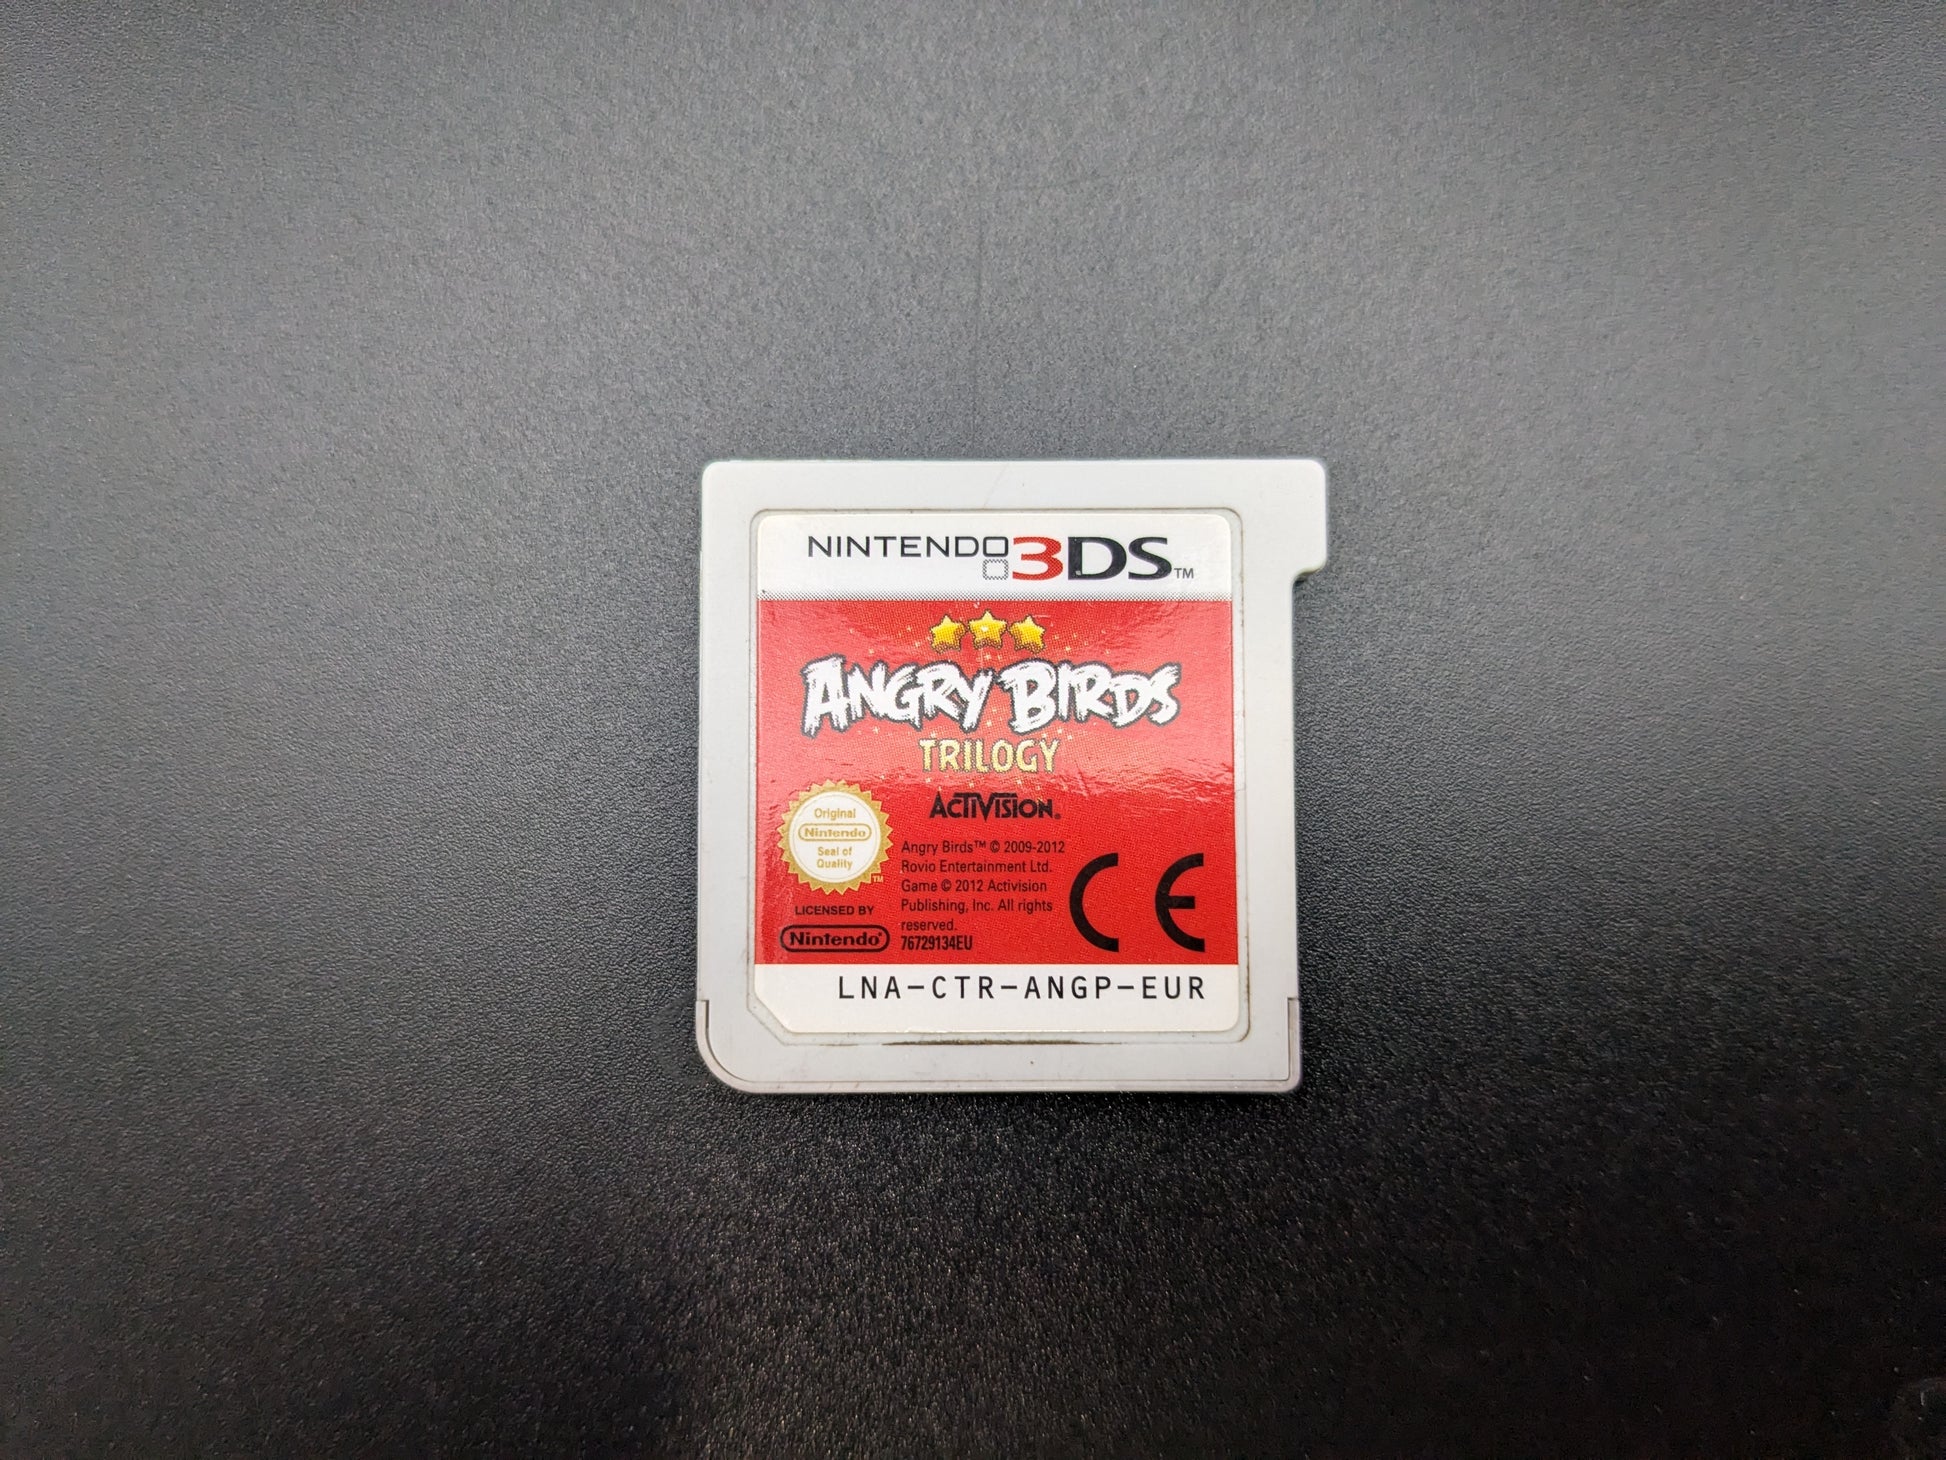 NINTENDO 3DS™
ANGRY BIRDS
TRILOGY
ACTIVISION®
Original
Nintendo
Seal of
Quality
TM
LICENSED BY
Nintendo®
Angry Birds™ © 2009-2012
Rovio Entertainment Ltd.
Game © 2012 Activision
Publishing, Inc. All rights
reserved.
76729134EU
CE
LNA-CTR-ANGP-EUR